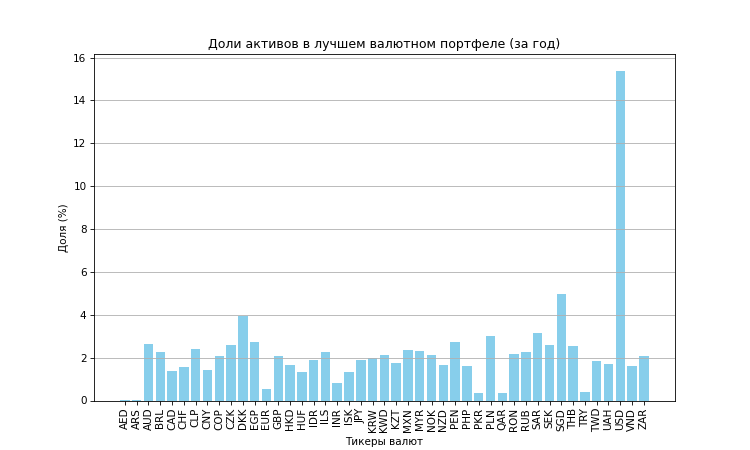 Доли активов в лучшем валютном портфеле (за год)
Доля (%)
16
14
12
10
8
6
4
2
0
AED ARS AUD BRL CAD CHF CLP CNY COP CZK DKK EGP EUR GBP HKD HUF IDR ILS INR ISK JPY KRW KWD KZT MXN MYR NOK NZD PEN PHP PKR PLN QAR RON RUB SAR SEK SGD THB TRY TWD UAH USD VND ZAR
Тикеры валют